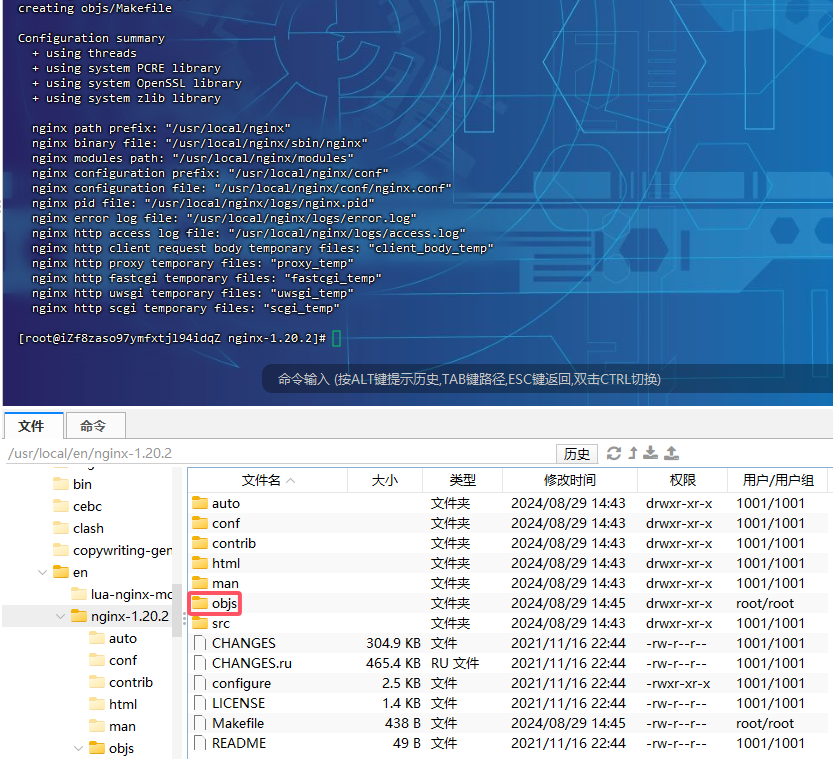 creating objs/Makefile
Configuration summary
+ using threads
+ using system PCRE library
+ using system OpenSSL library
+ using system zlib library
nginx path prefix: "/usr/local/nginx"
nginx binary file: "/usr/local/nginx/sbin/nginx"
nginx modules path: "/usr/local/nginx/modules"
nginx configuration prefix: "/usr/local/nginx/conf"
nginx configuration file: "/usr/local/nginx/conf/nginx.conf"
nginx pid file: "/usr/local/nginx/logs/nginx.pid"
nginx error log file: "/usr/local/nginx/logs/error.log"
nginx http access log file: "/usr/local/nginx/logs/access.log"
nginx http client request body temporary files: "client_body_temp"
nginx http proxy temporary files: "proxy_temp"
nginx http fastcgi temporary files: "fastcgi_temp"
nginx http uwsgi temporary files: "uwsgi_temp"
nginx http scgi temporary files: "scgi_temp"
[root@iZf8zaso97ymfxtjl94idqZ nginx-1.20.2]#
命令输入 (按ALT键提示历史,TAB键路径,ESC键返回,双击CTRL切换)
文件 命令
/usr/local/en/nginx-1.20.2 历史
bin
cebc
clash
copywriting-gen
en
lua-nginx-mc
nginx-1.20.2
auto
conf
contrib
html
man
objs
文件名 大小 类型 修改时间 权限 用户/用户组
auto 文件夹 2024/08/29 14:43 drwxr-xr-x 1001/1001
conf 文件夹 2024/08/29 14:43 drwxr-xr-x 1001/1001
contrib 文件夹 2024/08/29 14:43 drwxr-xr-x 1001/1001
html 文件夹 2024/08/29 14:43 drwxr-xr-x 1001/1001
man 文件夹 2024/08/29 14:43 drwxr-xr-x 1001/1001
objs 文件夹 2024/08/29 14:45 drwxr-xr-x root/root
src 文件夹 2024/08/29 14:43 drwxr-xr-x 1001/1001
CHANGES 304.9 KB 文件 2021/11/16 22:44 -rw-r--r-- 1001/1001
CHANGES.ru 465.4 KB RU 文件 2021/11/16 22:44 -rw-r--r-- 1001/1001
configure 2.5 KB 文件 2021/11/16 22:44 -rwxr-xr-x 1001/1001
LICENSE 1.4 KB 文件 2021/11/16 22:44 -rw-r--r-- 1001/1001
Makefile 438 B 文件 2024/08/29 14:45 -rw-r--r-- root/root
README 49 B 文件 2021/11/16 22:44 -rw-r--r-- 1001/1001